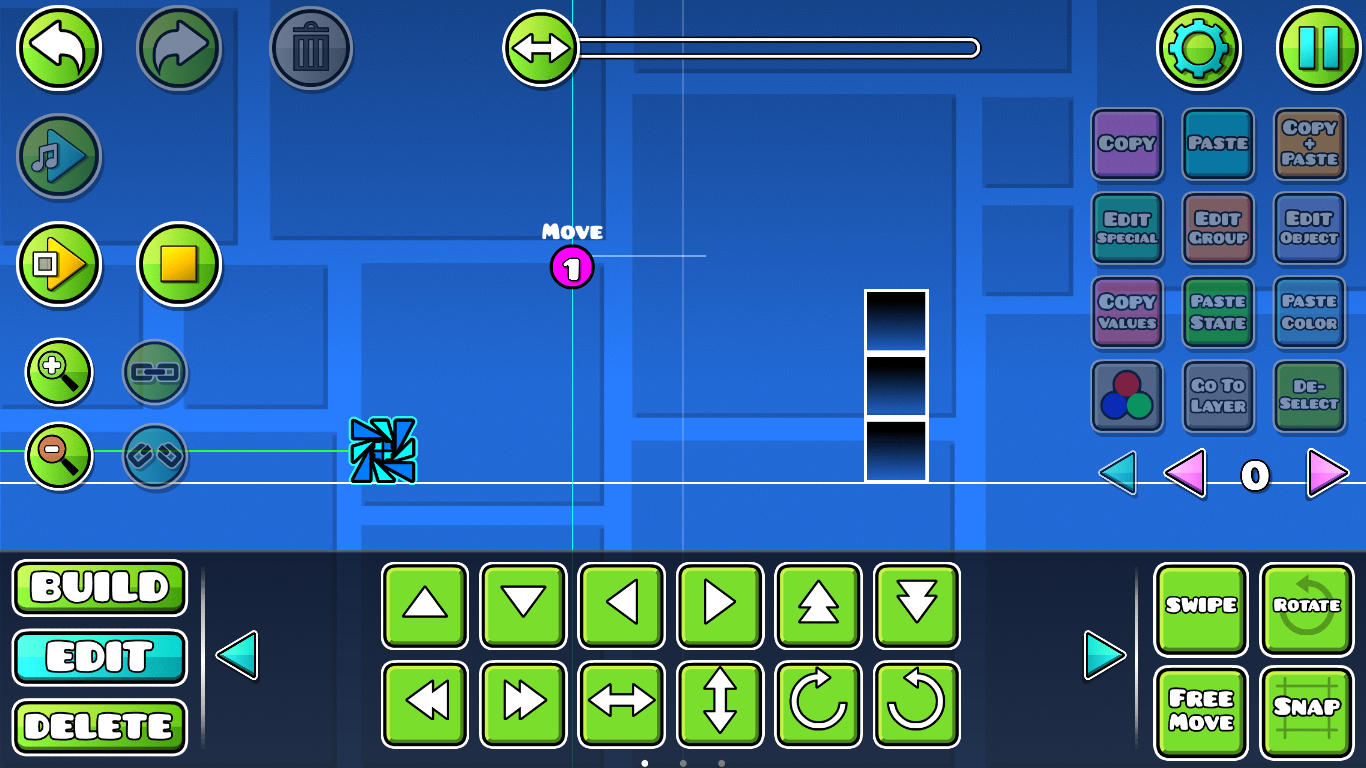 MOVE
1
COPY
PASTE
COPY
+
PASTE
EDIT
SPECIAL
EDIT
GROUP
EDIT
OBJECT
COPY
VALUES
PASTE
STATE
PASTE
COLOR
GO TO
LAYER
DE-
SELECT
0
BUILD
EDIT
DELETE
SWIPE
ROTATE
FREE
MOVE
SNAP